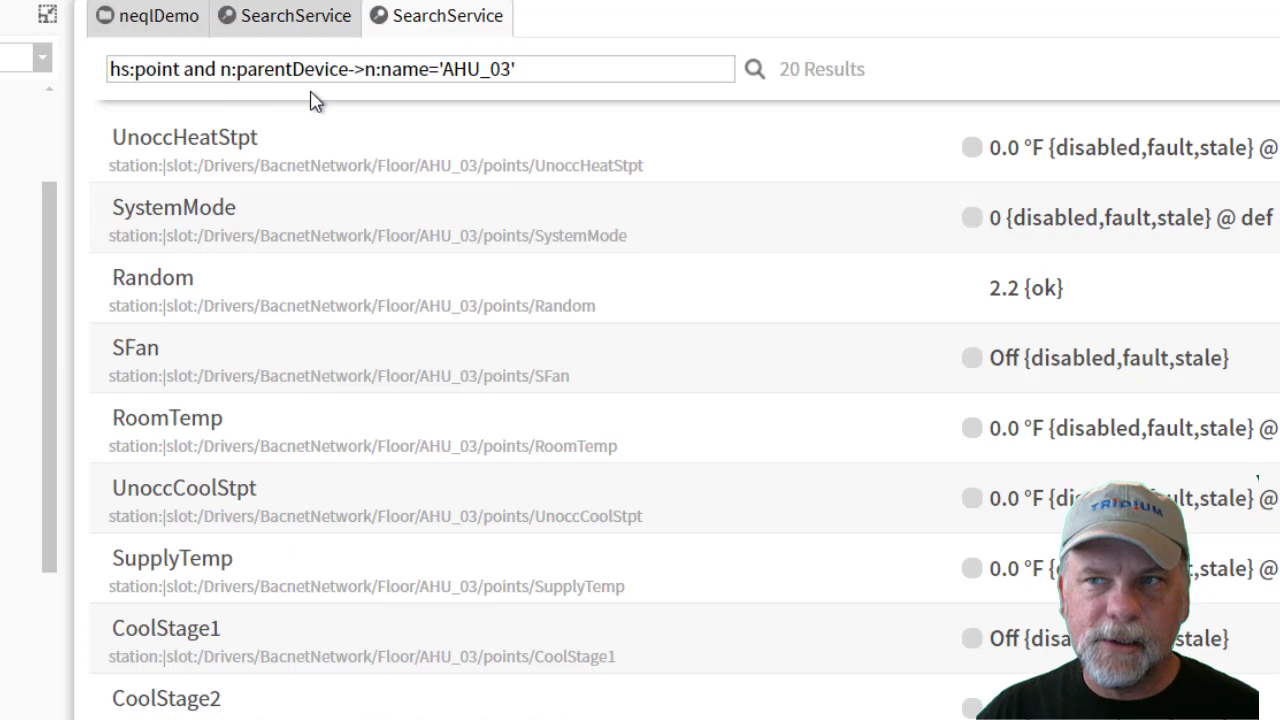 neqlDemo SearchService SearchService
hs:point and n:parentDevice->n:name='AHU_03' 20 Results
UnoccHeatStpt
station:|slot:/Drivers/BacnetNetwork/Floor/AHU_03/points/UnoccHeatStpt
0.0 °F {disabled,fault,stale} @
SystemMode
station:|slot:/Drivers/BacnetNetwork/Floor/AHU_03/points/SystemMode
0 {disabled,fault,stale} @ def
Random
station:|slot:/Drivers/BacnetNetwork/Floor/AHU_03/points/Random
2.2 {ok}
SFan
station:|slot:/Drivers/BacnetNetwork/Floor/AHU_03/points/SFan
Off {disabled,fault,stale}
RoomTemp
station:|slot:/Drivers/BacnetNetwork/Floor/AHU_03/points/RoomTemp
0.0 °F {disabled,fault,stale} @
UnoccCoolStpt
station:|slot:/Drivers/BacnetNetwork/Floor/AHU_03/points/UnoccCoolStpt
0.0 °F
SupplyTemp
station:|slot:/Drivers/BacnetNetwork/Floor/AHU_03/points/SupplyTemp
0.0 °F
CoolStage1
station:|slot:/Drivers/BacnetNetwork/Floor/AHU_03/points/CoolStage1
Off
CoolStage2
TRIDIUM